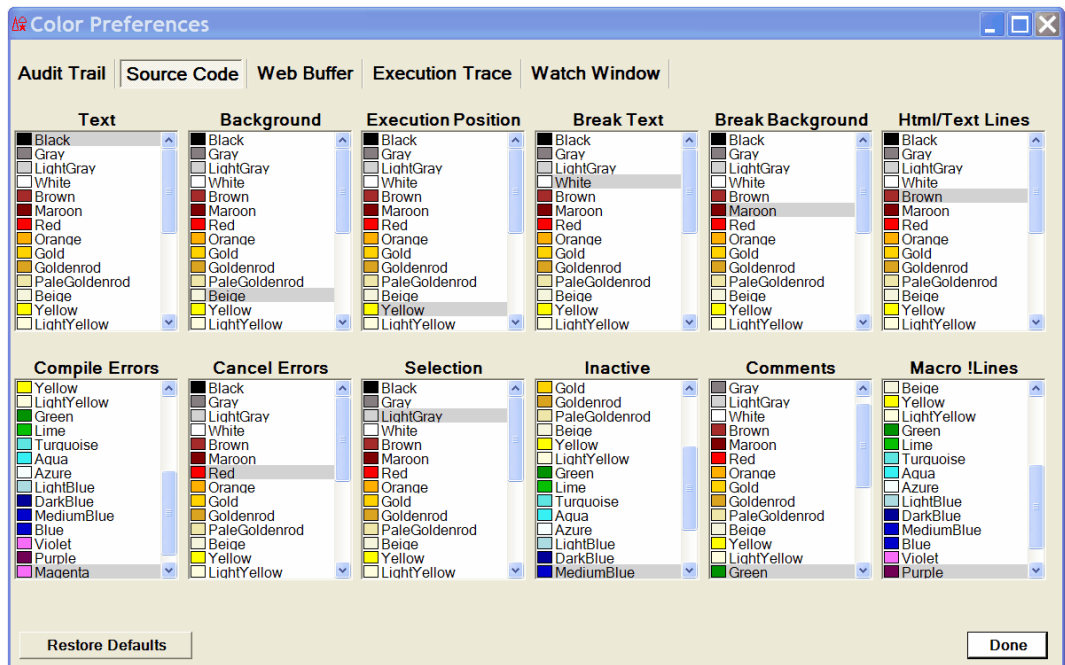 Color Preferences
Audit Trail Source Code Web Buffer Execution Trace Watch Window
Text Background Execution Position Break Text Break Background Html/Text Lines
Black Black Black Black Black Black
Gray Gray Gray Gray Gray Gray
LightGray LightGray LightGray LightGray LightGray LightGray
White White White White White White
Brown Brown Brown Brown Brown Brown
Maroon Maroon Maroon Maroon Maroon Maroon
Red Red Red Red Red Red
Orange Orange Orange Orange Orange Orange
Gold Gold Gold Gold Gold Gold
Goldenrod Goldenrod Goldenrod Goldenrod Goldenrod Goldenrod
PaleGoldenrod PaleGoldenrod PaleGoldenrod PaleGoldenrod PaleGoldenrod PaleGoldenrod
Beige Beige Beige Beige Beige Beige
Yellow Yellow Yellow Yellow Yellow Yellow
LightYellow LightYellow LightYellow LightYellow LightYellow LightYellow
Compile Errors Cancel Errors Selection Inactive Comments Macro !Lines
Yellow Black Black Gold Gray Beige
LightYellow Gray Gray Goldenrod LightGray Yellow
Green LightGray LightGray PaleGoldenrod White LightYellow
Lime White White Beige Brown Green
Turquoise Brown Brown Yellow Maroon Lime
Aqua Maroon Maroon LightYellow Red Turquoise
Azure Red Red Green Orange Aqua
LightBlue Orange Orange Lime Gold Azure
DarkBlue Gold Gold Turquoise Goldenrod LightBlue
MediumBlue Goldenrod Goldenrod Aqua PaleGoldenrod DarkBlue
Blue PaleGoldenrod PaleGoldenrod Azure Beige MediumBlue
Violet Beige Beige LightBlue Yellow Blue
Purple Yellow Yellow DarkBlue LightYellow Violet
Magenta LightYellow LightYellow MediumBlue Green Purple
Restore Defaults Done